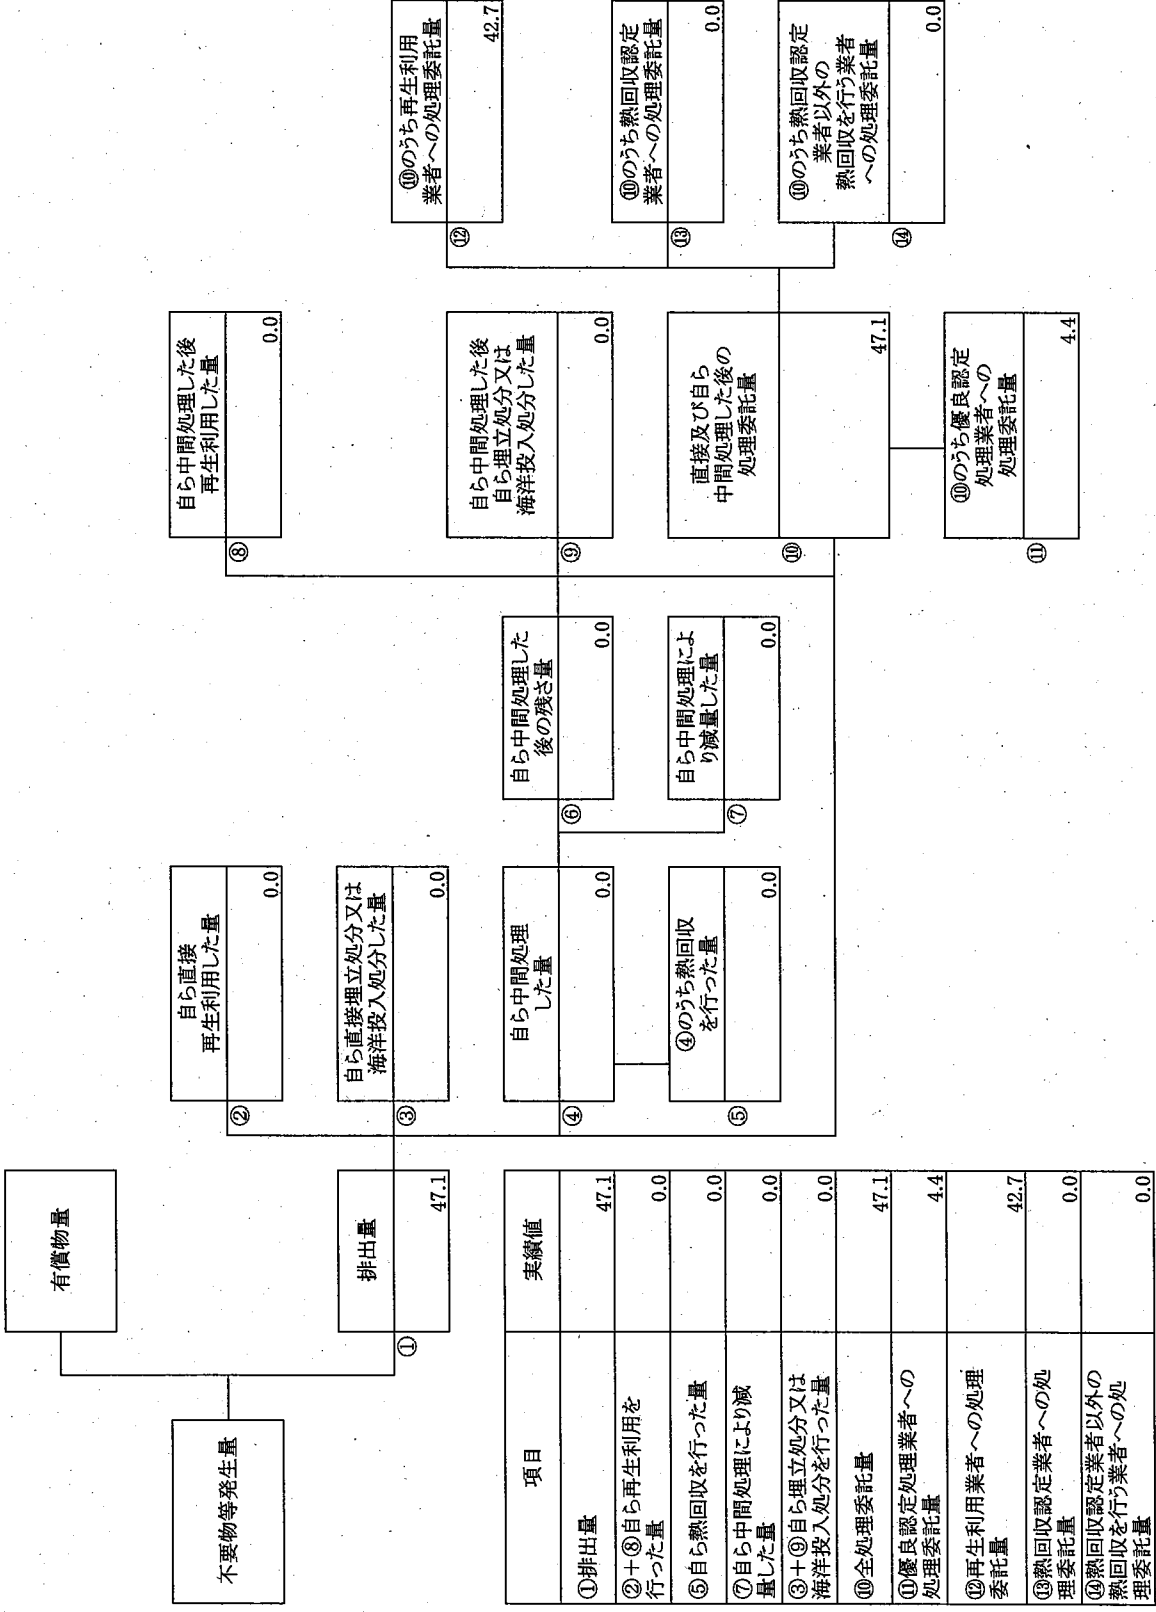 不要物等発生量
有償物量
排出量
①
47.1
自ら直接
再生利用した量
②
0.0
自ら直接埋立処分又は
海洋投入処分した量
③
0.0
自ら中間処理
した量
④
0.0
④のうち熱回収
を行った量
⑤
0.0
自ら中間処理した
後の残さ量
⑥
0.0
自ら中間処理によ
り減量した量
⑦
0.0
自ら中間処理した後
再生利用した量
⑧
0.0
自ら中間処理した後
自ら埋立処分又は
海洋投入処分した量
⑨
0.0
直接及び自ら
中間処理した後の
処理委託量
⑩
47.1
⑩のうち優良認定
処理業者への
処理委託量
⑪
4.4
⑩のうち再生利用
業者への処理委託量
⑫
42.7
⑩のうち熱回収認定
業者への処理委託量
⑬
0.0
⑩のうち熱回収認定
業者以外の
熱回収を行う業者
への処理委託量
⑭
0.0
項目 実績値
①排出量 47.1
②+⑧自ら再生利用を
行った量 0.0
⑤自ら熱回収を行った量 0.0
⑦自ら中間処理により減
量した量 0.0
③+⑨自ら埋立処分又は
海洋投入処分を行った量 0.0
⑩全処理委託量 47.1
⑪優良認定処理業者への
処理委託量 4.4
⑫再生利用業者への処理
委託量 42.7
⑬熱回収認定業者への処
理委託量 0.0
⑭熱回収認定業者以外の
熱回収を行う業者への処
理委託量 0.0